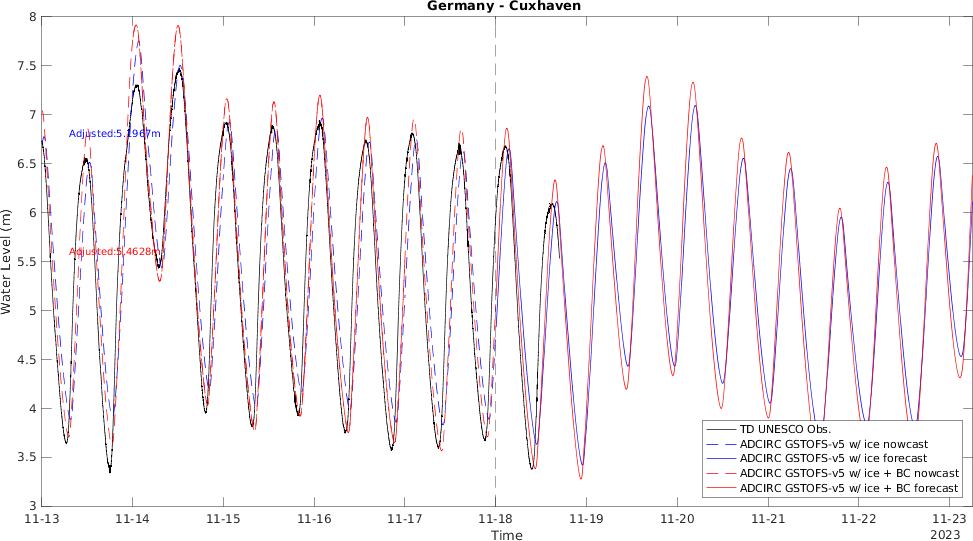 Germany - Cuxhaven
8
7.5
7
6.5
6
5.5
5
4.5
4
3.5
3
Water Level (m)
Adjusted:5.1967m
Adjusted:5.4628m
TD UNESCO Obs.
ADCIRC GSTOFS-v5 w/ ice nowcast
ADCIRC GSTOFS-v5 w/ ice forecast
ADCIRC GSTOFS-v5 w/ ice + BC nowcast
ADCIRC GSTOFS-v5 w/ ice + BC forecast
11-13 11-14 11-15 11-16 11-17 11-18 11-19 11-20 11-21 11-22 11-23
Time
2023